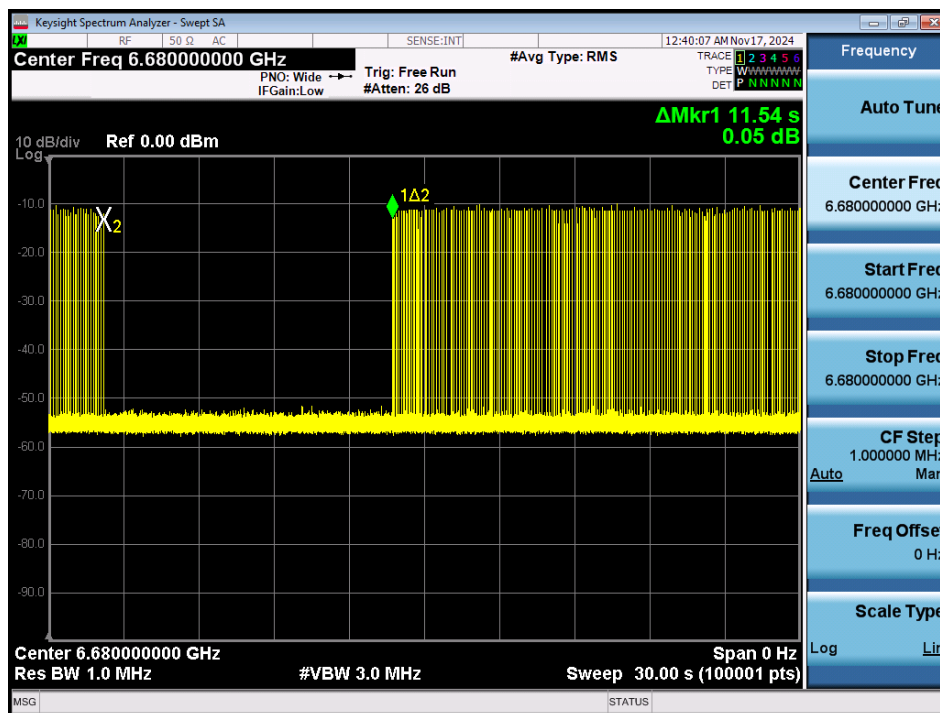 Keysight Spectrum Analyzer - Swept SA
LXI
RF
50 Ω AC
SENSE:INT
12:40:07 AM Nov 17, 2024
Center Freq 6.680000000 GHz
PNO: Wide
IFGain:Low
Trig: Free Run
#Atten: 26 dB
#Avg Type: RMS
TRACE 1 2 3 4 5 6
TYPE WWWWWW
DET P N N N N N
ΔMkr1 11.54 s
0.05 dB
10 dB/div
Log
Ref 0.00 dBm
1Δ2
X2
-10.0
-20.0
-30.0
-40.0
-50.0
-60.0
-70.0
-80.0
-90.0
Center 6.680000000 GHz
Span 0 Hz
Res BW 1.0 MHz
#VBW 3.0 MHz
Sweep 30.00 s (100001 pts)
MSG
STATUS
Frequency
Auto Tune
Center Freq
6.680000000 GHz
Start Freq
6.680000000 GHz
Stop Freq
6.680000000 GHz
CF Step
1.000000 MHz
Auto Man
Freq Offset
0 Hz
Scale Type
Log Lin